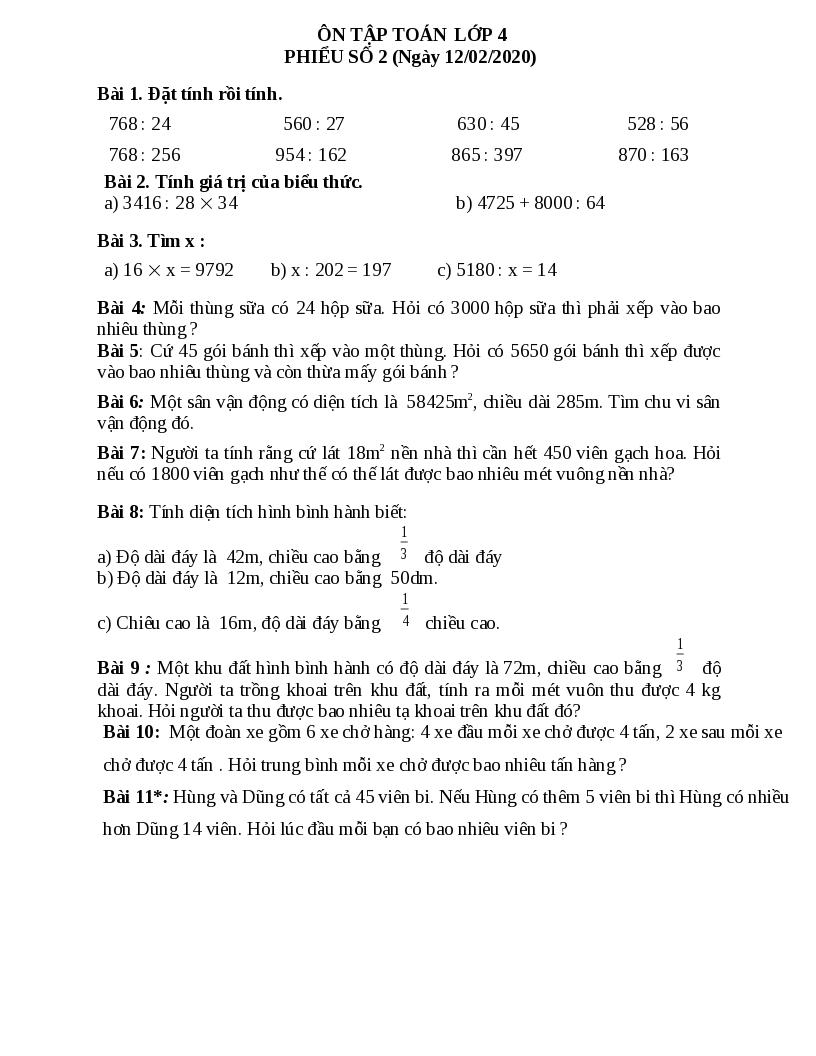 ÔN TẬP TOÁN LỚP 4
PHIẾU SỐ 2 (Ngày 12/02/2020)
Bài 1. Đặt tính rồi tính.
768 : 24 560 : 27 630 : 45 528 : 56
768 : 256 954 : 162 865 : 397 870 : 163
Bài 2. Tính giá trị của biểu thức.
a) 3416 : 28 × 34 b) 4725 + 8000 : 64
Bài 3. Tìm x :
a) 16 × x = 9792 b) x : 202 = 197 c) 5180 : x = 14
Bài 4: Mỗi thùng sữa có 24 hộp sữa. Hỏi có 3000 hộp sữa thì phải xếp vào bao
nhiêu thùng ?
Bài 5: Cứ 45 gói bánh thì xếp vào một thùng. Hỏi có 5650 gói bánh thì xếp được
vào bao nhiêu thùng và còn thừa mấy gói bánh ?
Bài 6: Một sân vận động có diện tích là 58425m², chiều dài 285m. Tìm chu vi sân
vận động đó.
Bài 7: Người ta tính rằng cứ lát 18m² nền nhà thì cần hết 450 viên gạch hoa. Hỏi
nếu có 1800 viên gạch như thế có thể lát được bao nhiêu mét vuông nền nhà?
Bài 8: Tính diện tích hình bình hành biết:
a) Độ dài đáy là 42m, chiều cao bằng 1/3 độ dài đáy
b) Độ dài đáy là 12m, chiều cao bằng 50dm.
c) Chiêu cao là 16m, độ dài đáy bằng 1/4 chiều cao.
Bài 9 : Một khu đất hình bình hành có độ dài đáy là 72m, chiều cao bằng 1/3 độ
dài đáy. Người ta trồng khoai trên khu đất, tính ra mỗi mét vuôn thu được 4 kg
khoai. Hỏi người ta thu được bao nhiêu tạ khoai trên khu đất đó?
Bài 10: Một đoàn xe gồm 6 xe chở hàng: 4 xe đầu mỗi xe chở được 4 tấn, 2 xe sau mỗi xe
chở được 4 tấn . Hỏi trung bình mỗi xe chở được bao nhiêu tấn hàng ?
Bài 11*: Hùng và Dũng có tất cả 45 viên bi. Nếu Hùng có thêm 5 viên bi thì Hùng có nhiều
hơn Dũng 14 viên. Hỏi lúc đầu mỗi bạn có bao nhiêu viên bi ?